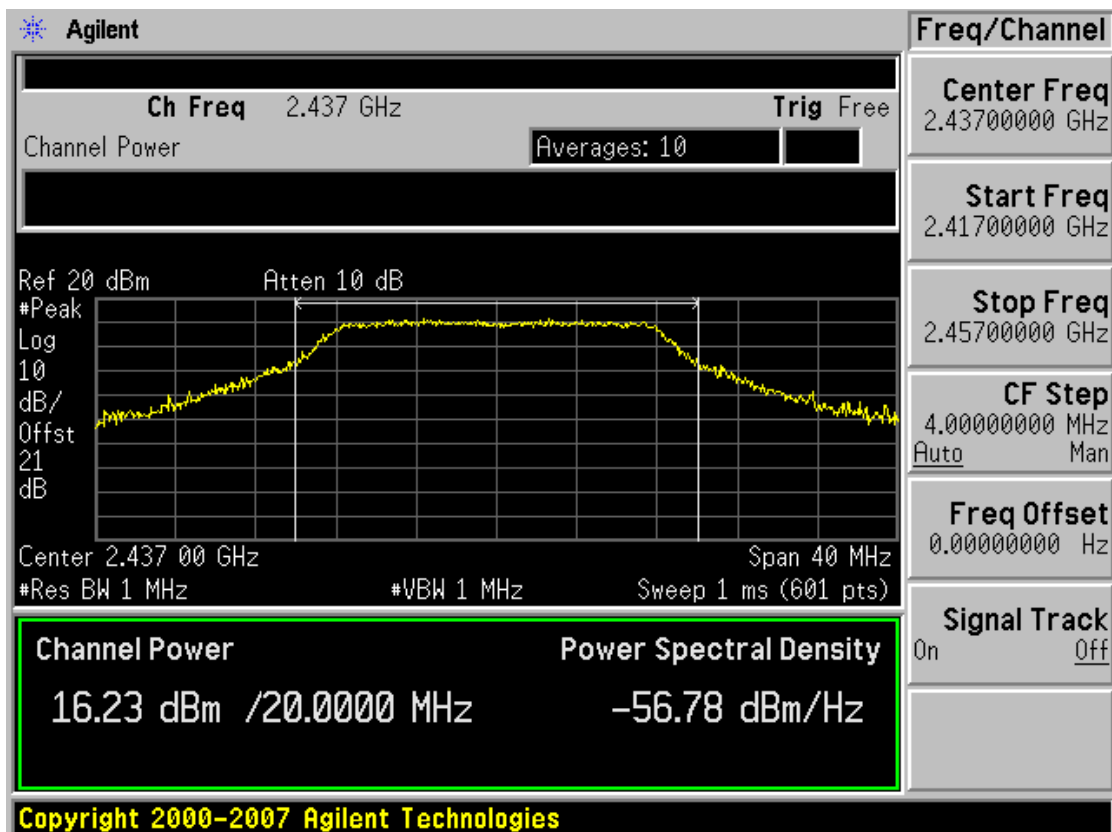 Agilent
Ch Freq 2.437 GHz Trig Free
Channel Power Averages: 10
Ref 20 dBm Atten 10 dB
#Peak
Log
10
dB/
Offst
21
dB
Center 2.437 00 GHz Span 40 MHz
#Res BW 1 MHz #VBW 1 MHz Sweep 1 ms (601 pts)
Channel Power Power Spectral Density
16.23 dBm /20.0000 MHz -56.78 dBm/Hz
Copyright 2000-2007 Agilent Technologies
Freq/Channel
Center Freq
2.43700000 GHz
Start Freq
2.41700000 GHz
Stop Freq
2.45700000 GHz
CF Step
4.00000000 MHz
Auto Man
Freq Offset
0.00000000 Hz
Signal Track
On Off